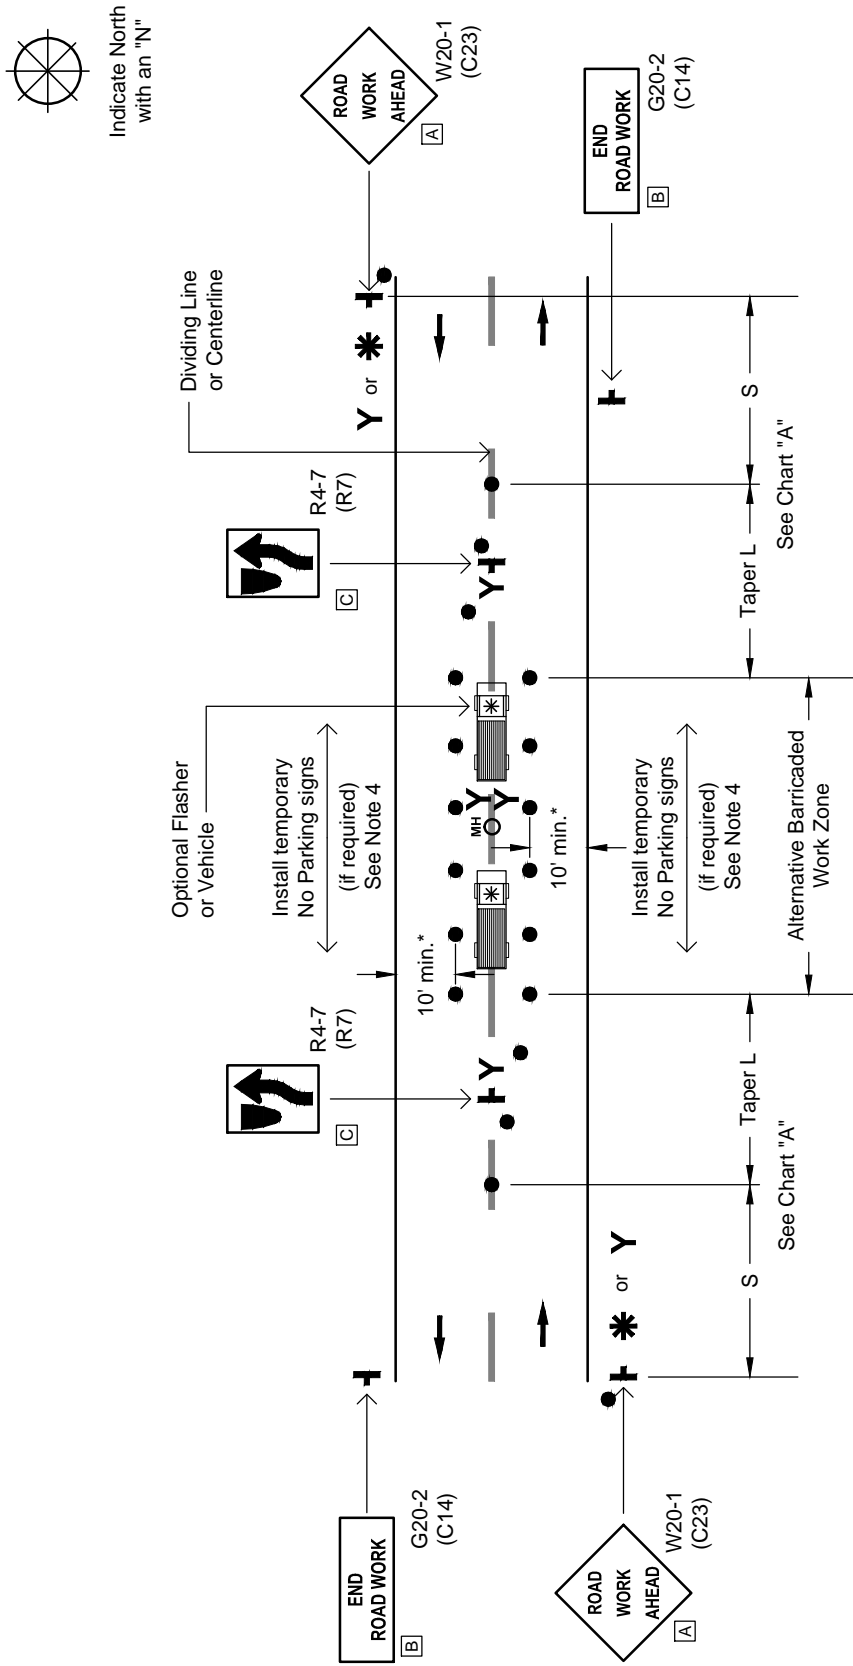 Indicate North
with an "N"
ROAD
WORK
AHEAD
A
W20-1
(C23)
END
ROAD WORK
B
G20-2
(C14)
Dividing Line
or Centerline
Y or
R4-7
(R7)
C
Y
Optional Flasher
or Vehicle
Install temporary
No Parking signs
(if required)
See Note 4
MH
Y
Y
10' min.*
10' min.*
Install temporary
No Parking signs
(if required)
See Note 4
R4-7
(R7)
C
Y
S
Taper L
See Chart "A"
Alternative Barricaded
Work Zone
Taper L
See Chart "A"
S
or Y
END
ROAD WORK
B
G20-2
(C14)
ROAD
WORK
AHEAD
A
W20-1
(C23)